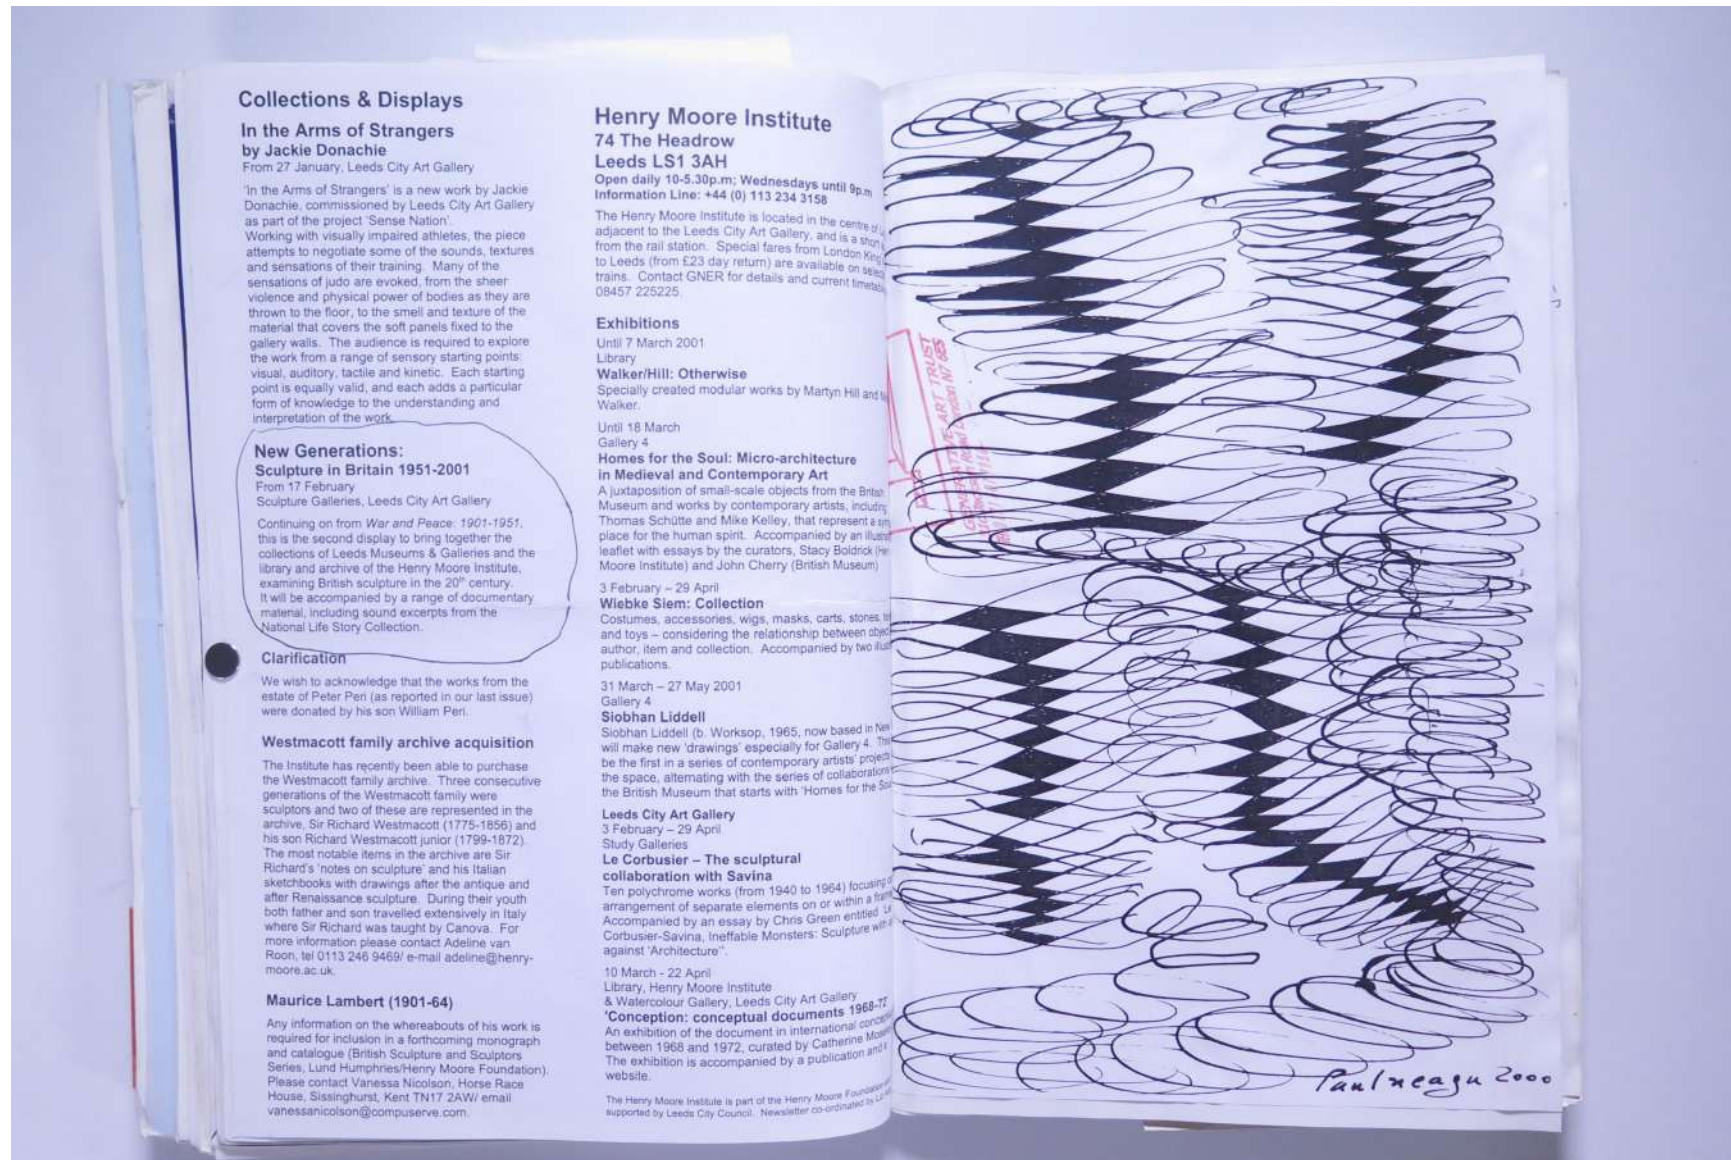 Collections & Displays
In the Arms of Strangers
by Jackie Donachie
From 27 January, Leeds City Art Gallery
'In the Arms of Strangers' is a new work by Jackie
Donachie, commissioned by Leeds City Art Gallery
as part of the project 'Sense Nation'.
Working with visually impaired athletes, the piece
attempts to negotiate some of the sounds, textures
and sensations of their training. Many of the
sensations of judo are evoked, from the sheer
violence and physical power of bodies as they are
thrown to the floor, to the smell and texture of the
material that covers the soft panels fixed to the
gallery walls. The audience is required to explore
the work from a range of sensory starting points:
visual, auditory, tactile and kinetic. Each starting
point is equally valid, and each adds a particular
form of knowledge to the understanding and
interpretation of the work.
New Generations:
Sculpture in Britain 1951-2001
From 17 February
Sculpture Galleries, Leeds City Art Gallery
Continuing on from War and Peace: 1901-1951,
this is the second display to bring together the
collections of Leeds Museums & Galleries and the
library and archive of the Henry Moore Institute,
examining British sculpture in the 20th century.
It will be accompanied by a range of documentary
material, including sound excerpts from the
National Life Story Collection.
Clarification
We wish to acknowledge that the works from the
estate of Peter Peri (as reported in our last issue)
were donated by his son William Peri.
Westmacott family archive acquisition
The Institute has recently been able to purchase
the Westmacott family archive. Three consecutive
generations of the Westmacott family were
sculptors and two of these are represented in the
archive, Sir Richard Westmacott (1775-1856) and
his son Richard Westmacott junior (1799-1872).
The most notable items in the archive are Sir
Richard's 'notes on sculpture' and his Italian
sketchbooks with drawings after the antique and
after Renaissance sculpture. During their youth
both father and son travelled extensively in Italy
where Sir Richard was taught by Canova. For
more information please contact Adeline van
Roon, tel 0113 246 9469/ e-mail adeline@henry-
moore.ac.uk.
Maurice Lambert (1901-64)
Any information on the whereabouts of his work is
required for inclusion in a forthcoming monograph
and catalogue (British Sculpture and Sculptors
Series, Lund Humphries/Henry Moore Foundation).
Please contact Vanessa Nicolson, Horse Race
House, Sissinghurst, Kent TN17 2AW/ email
vanessanicolson@compuserve.com.
Henry Moore Institute
74 The Headrow
Leeds LS1 3AH
Open daily 10-5.30p.m; Wednesdays until 9p.m
Information Line: +44 (0) 113 234 3158
The Henry Moore Institute is located in the centre of
adjacent to the Leeds City Art Gallery, and is a short
from the rail station. Special fares from London King
to Leeds (from £23 day return) are available on
trains. Contact GNER for details and current
08457 225225.
Exhibitions
Until 7 March 2001
Library
Walker/Hill: Otherwise
Specially created modular works by Martyn Hill and
Walker.
Until 18 March
Gallery 4
Homes for the Soul: Micro-architecture
in Medieval and Contemporary Art
A juxtaposition of small-scale objects from the British
Museum and works by contemporary artists, including
Thomas Schütte and Mike Kelley, that represent a
place for the human spirit. Accompanied by an
leaflet with essays by the curators, Stacy Boldrick
Moore Institute) and John Cherry (British Museum)
3 February – 29 April
Wiebke Siem: Collection
Costumes, accessories, wigs, masks, carts, stones,
and toys – considering the relationship between
author, item and collection. Accompanied by two
publications.
31 March – 27 May 2001
Gallery 4
Siobhan Liddell
Siobhan Liddell (b. Worksop, 1965, now based in New
will make new 'drawings' especially for Gallery 4. This
be the first in a series of contemporary artists' projects
the space, alternating with the series of collaborations
the British Museum that starts with 'Homes for the
Leeds City Art Gallery
3 February – 29 April
Study Galleries
Le Corbusier – The sculptural
collaboration with Savina
Ten polychrome works (from 1940 to 1964) focusing
arrangement of separate elements on or within a
Accompanied by an essay by Chris Green entitled
Corbusier-Savina, Ineffable Monsters: Sculpture with
against 'Architecture''.
10 March - 22 April
Library, Henry Moore Institute
& Watercolour Gallery, Leeds City Art Gallery
'Conception: conceptual documents 1968-72'
An exhibition of the document in international
between 1968 and 1972, curated by Catherine
The exhibition is accompanied by a publication and
website.
The Henry Moore Institute is part of the Henry Moore Foundation
supported by Leeds City Council. Newsletter co-ordinated by
GENERATIVE ART TRUST
London N7 6ES
Paul Neagu 2000